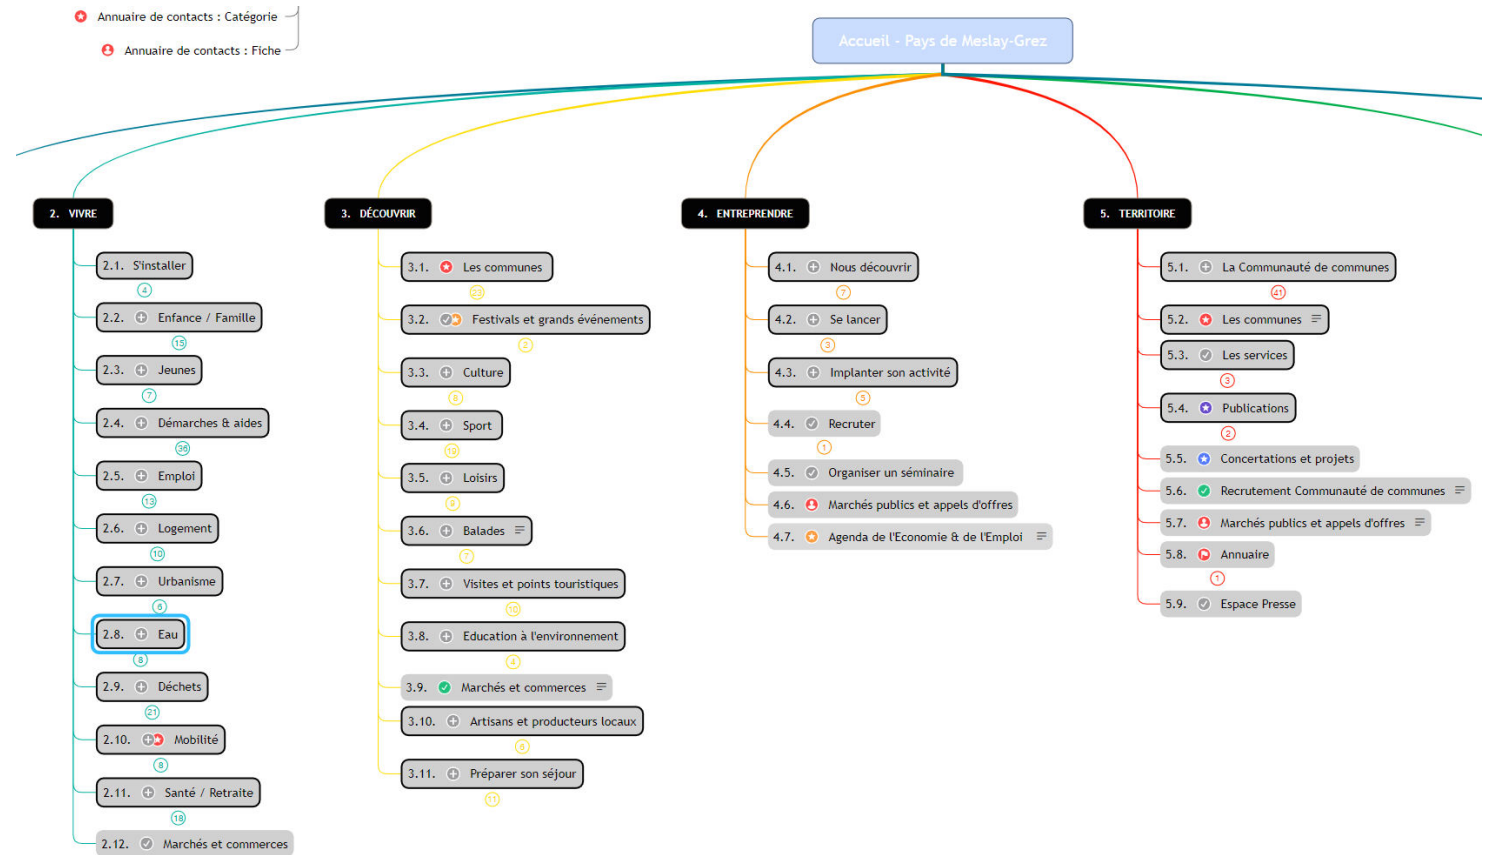 Annuaire de contacts : Catégorie
Annuaire de contacts : Fiche
Accueil - Pays de Meslay-Grez
2. VIVRE
2.1. S'installer
4
2.2. Enfance / Famille
15
2.3. Jeunes
7
2.4. Démarches & aides
36
2.5. Emploi
13
2.6. Logement
10
2.7. Urbanisme
6
2.8. Eau
8
2.9. Déchets
21
2.10. Mobilité
8
2.11. Santé / Retraite
18
2.12. Marchés et commerces
3. DÉCOUVRIR
3.1. Les communes
23
3.2. Festivals et grands événements
2
3.3. Culture
3.4. Sport
3.5. Loisirs
9
3.6. Balades
7
3.7. Visites et points touristiques
10
3.8. Education à l'environnement
4
3.9. Marchés et commerces
3.10. Artisans et producteurs locaux
3.11. Préparer son séjour
11
4. ENTREPRENDRE
4.1. Nous découvrir
7
4.2. Se lancer
3
4.3. Implanter son activité
5
4.4. Recruter
1
4.5. Organiser un séminaire
4.6. Marchés publics et appels d'offres
4.7. Agenda de l'Economie & de l'Emploi
5. TERRITOIRE
5.1. La Communauté de communes
41
5.2. Les communes
5.3. Les services
3
5.4. Publications
2
5.5. Concertations et projets
5.6. Recrutement Communauté de communes
5.7. Marchés publics et appels d'offres
5.8. Annuaire
1
5.9. Espace Presse